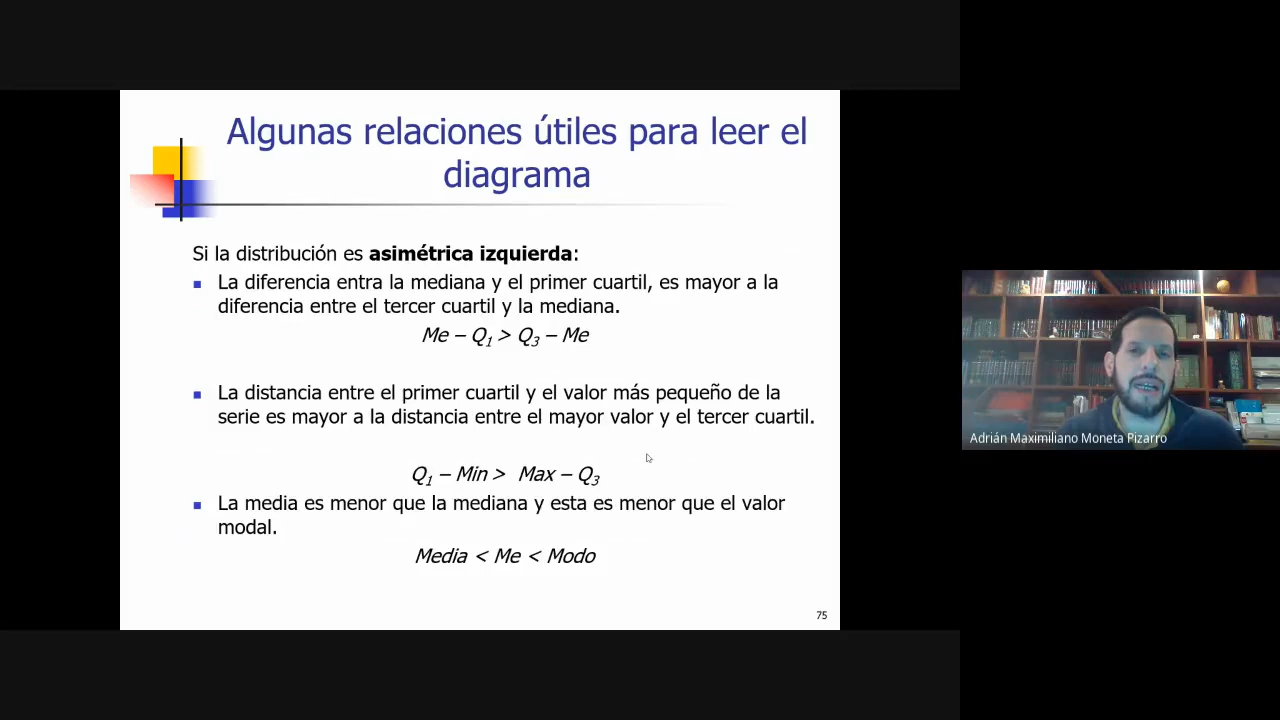 Algunas relaciones útiles para leer el
diagrama
Si la distribución es asimétrica izquierda:
La diferencia entra la mediana y el primer cuartil, es mayor a la
diferencia entre el tercer cuartil y la mediana.
Me – Q1 > Q3 – Me
La distancia entre el primer cuartil y el valor más pequeño de la
serie es mayor a la distancia entre el mayor valor y el tercer cuartil.
Q1 – Min > Max – Q3
La media es menor que la mediana y esta es menor que el valor
modal.
Media < Me < Modo
75
Adrián Maximiliano Moneta Pizarro